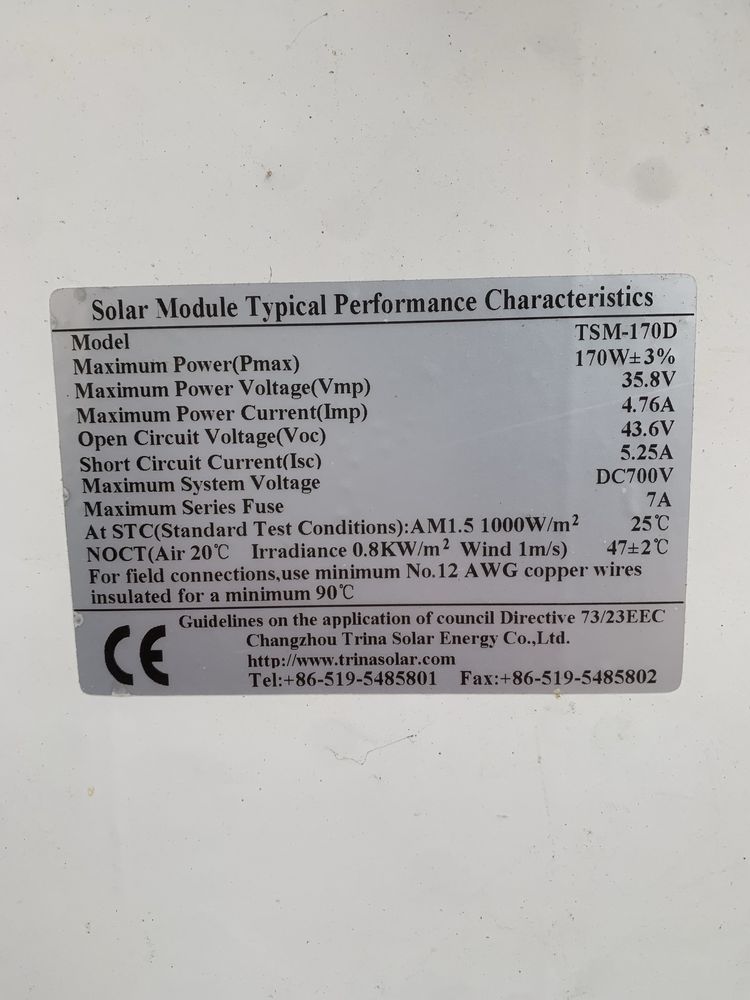 Solar Module Typical Performance Characteristics
Model TSM-170D
Maximum Power(Pmax) 170W±3%
Maximum Power Voltage(Vmp) 35.8V
Maximum Power Current(Imp) 4.76A
Open Circuit Voltage(Voc) 43.6V
Short Circuit Current(Isc) 5.25A
Maximum System Voltage DC700V
Maximum Series Fuse 7A
At STC(Standard Test Conditions):AM1.5 1000W/m² 25℃
NOCT(Air 20℃ Irradiance 0.8KW/m² Wind 1m/s) 47±2℃
For field connections,use minimum No.12 AWG copper wires
insulated for a minimum 90℃
CE Guidelines on the application of council Directive 73/23EEC
Changzhou Trina Solar Energy Co.,Ltd.
http://www.trinasolar.com
Tel:+86-519-5485801 Fax:+86-519-5485802